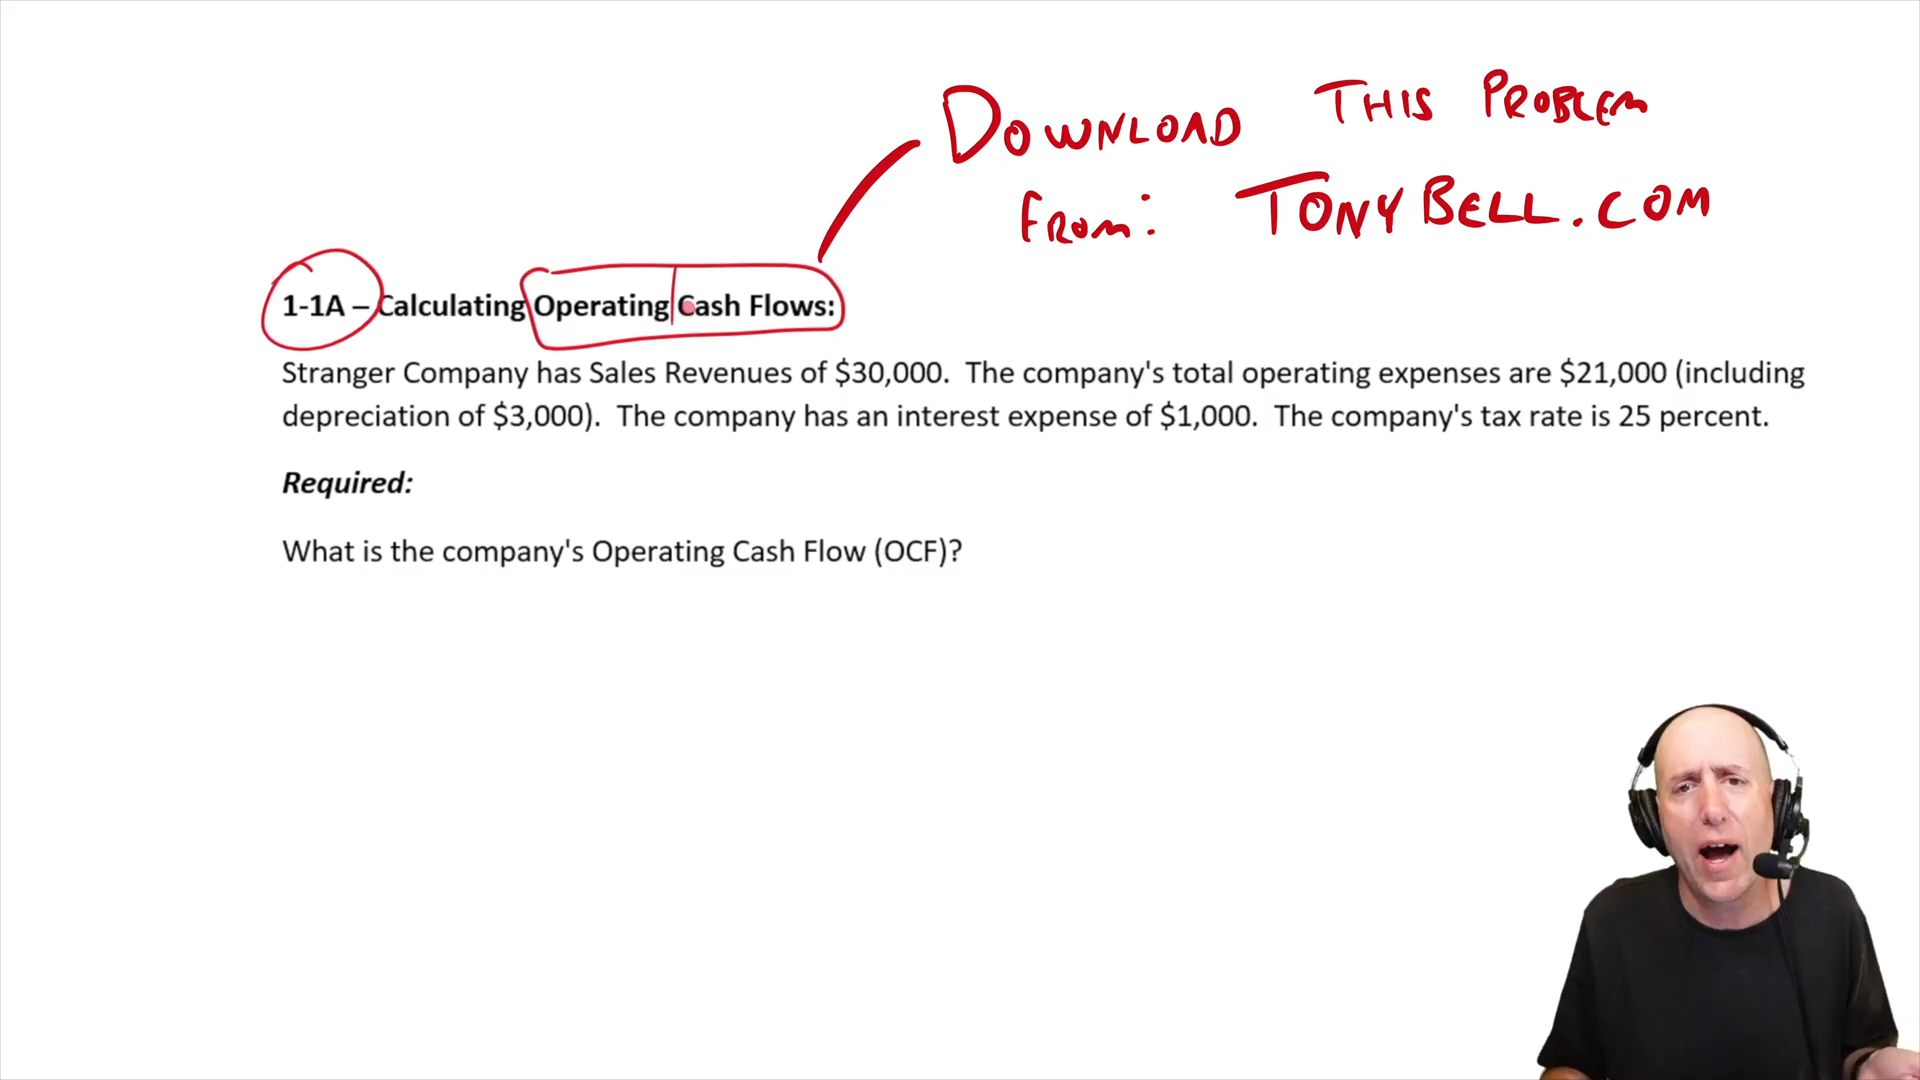 DOWNLOAD THIS PROBLEM
FROM: TONYBELL.COM
1-1A – Calculating Operating Cash Flows:
Stranger Company has Sales Revenues of $30,000. The company's total operating expenses are $21,000 (including
depreciation of $3,000). The company has an interest expense of $1,000. The company's tax rate is 25 percent.
Required:
What is the company's Operating Cash Flow (OCF)?